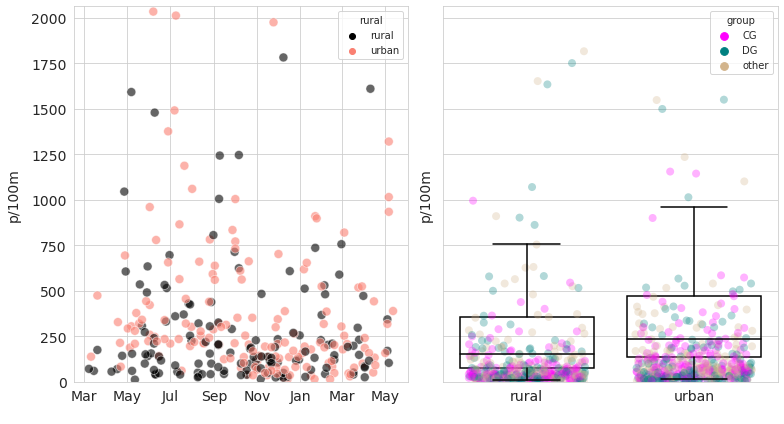 p/100m
2000
1750
1500
1250
1000
750
500
250
0
Mar May Jul Sep Nov Jan Mar May
rural
rural
urban
p/100m
group
CG
DG
other
rural urban